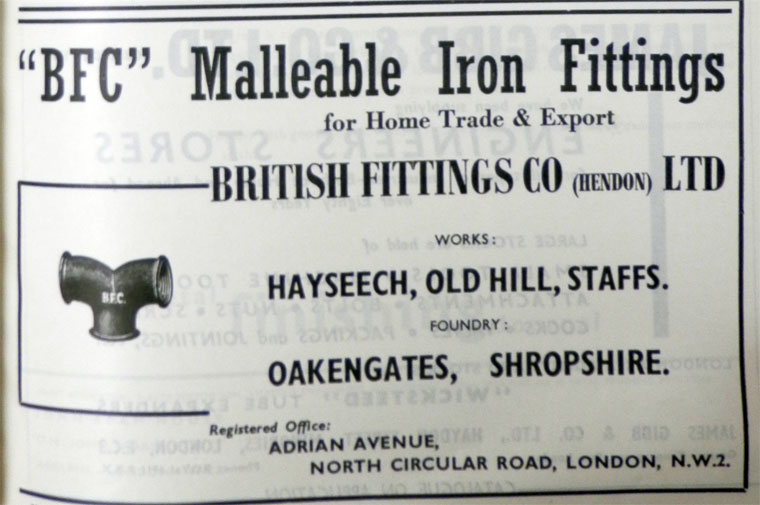 "BFC" Malleable Iron Fittings
for Home Trade & Export
BRITISH FITTINGS CO (HENDON) LTD
WORKS:
HAYSEECH, OLD HILL, STAFFS.
B.F.C.
FOUNDRY:
OAKENGATES, SHROPSHIRE.
Registered Office:
ADRIAN AVENUE,
NORTH CIRCULAR ROAD, LONDON, N.W.2.